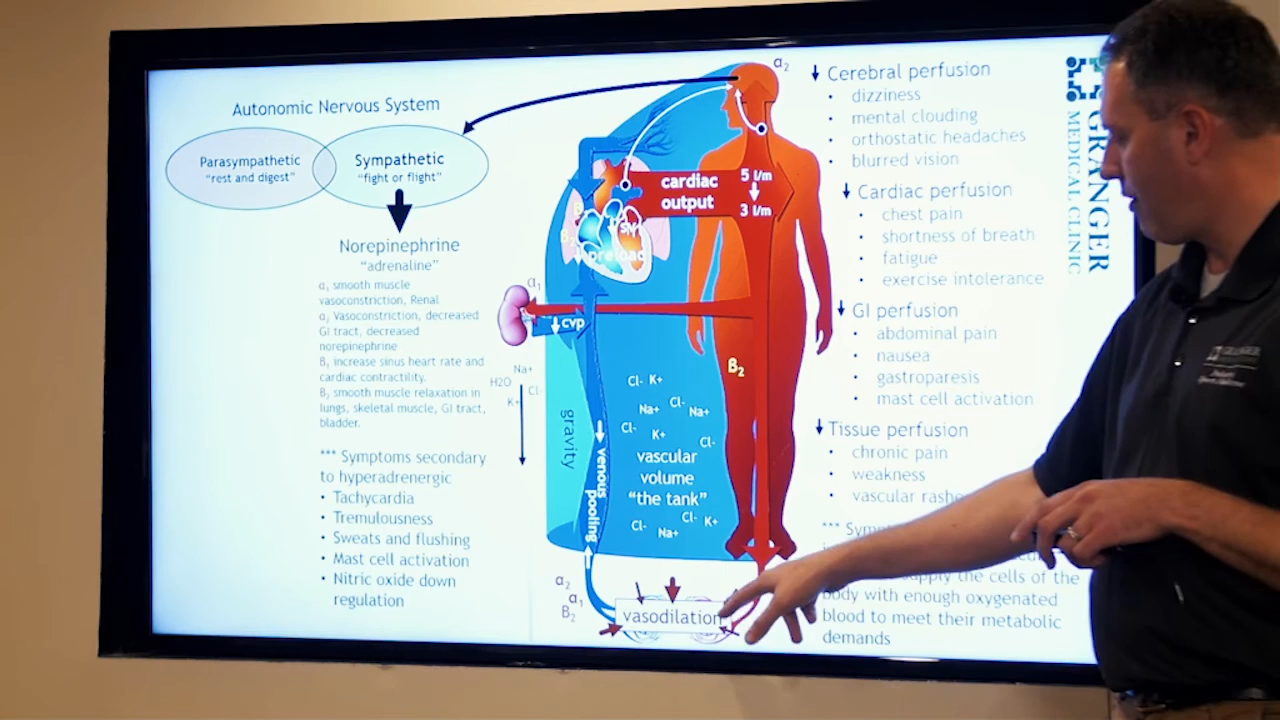 Autonomic Nervous System
Parasympathetic
"rest and digest"
Sympathetic
"fight or flight"
Norepinephrine
"adrenaline"
α₁ smooth muscle
vasoconstriction, Renal
α₂ Vasoconstriction, decreased
GI tract, decreased
norepinephrine
B₁ increase sinus heart rate and
cardiac contractility.
B₂ smooth muscle relaxation in
lungs, skeletal muscle, GI tract,
bladder.
*** Symptoms secondary
to hyperadrenergic
• Tachycardia
• Tremulousness
• Sweats and flushing
• Mast cell activation
• Nitric oxide down
regulation
α₂
cardiac
output
5 l/m
3 l/m
preload
α₁
cvp
Na+
H2O
Cl-
K+
B₂
gravity
venous
pooling
Cl- K+
Cl-
Na+
Na+
Cl-
K+
Cl-
vascular
volume
"the tank"
Cl-
Cl- K+
Na+
α₂
α₁
B₂
vasodilation
Cerebral perfusion
• dizziness
• mental clouding
• orthostatic headaches
• blurred vision
Cardiac perfusion
• chest pain
• shortness of breath
• fatigue
• exercise intolerance
GI perfusion
• abdominal pain
• nausea
• gastroparesis
• mast cell activation
Tissue perfusion
• chronic pain
• weakness
• vascular
***
supply the cells of the
body with enough oxygenated
blood to meet their metabolic
demands
GRANGER
MEDICAL CLINIC